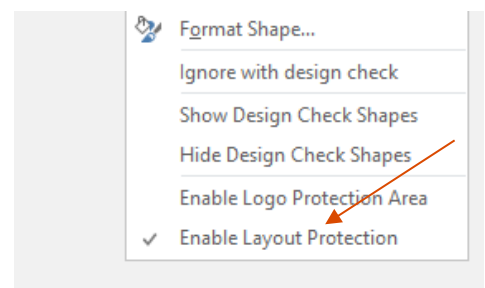 Format Shape...
Ignore with design check
Show Design Check Shapes
Hide Design Check Shapes
Enable Logo Protection Area
Enable Layout Protection